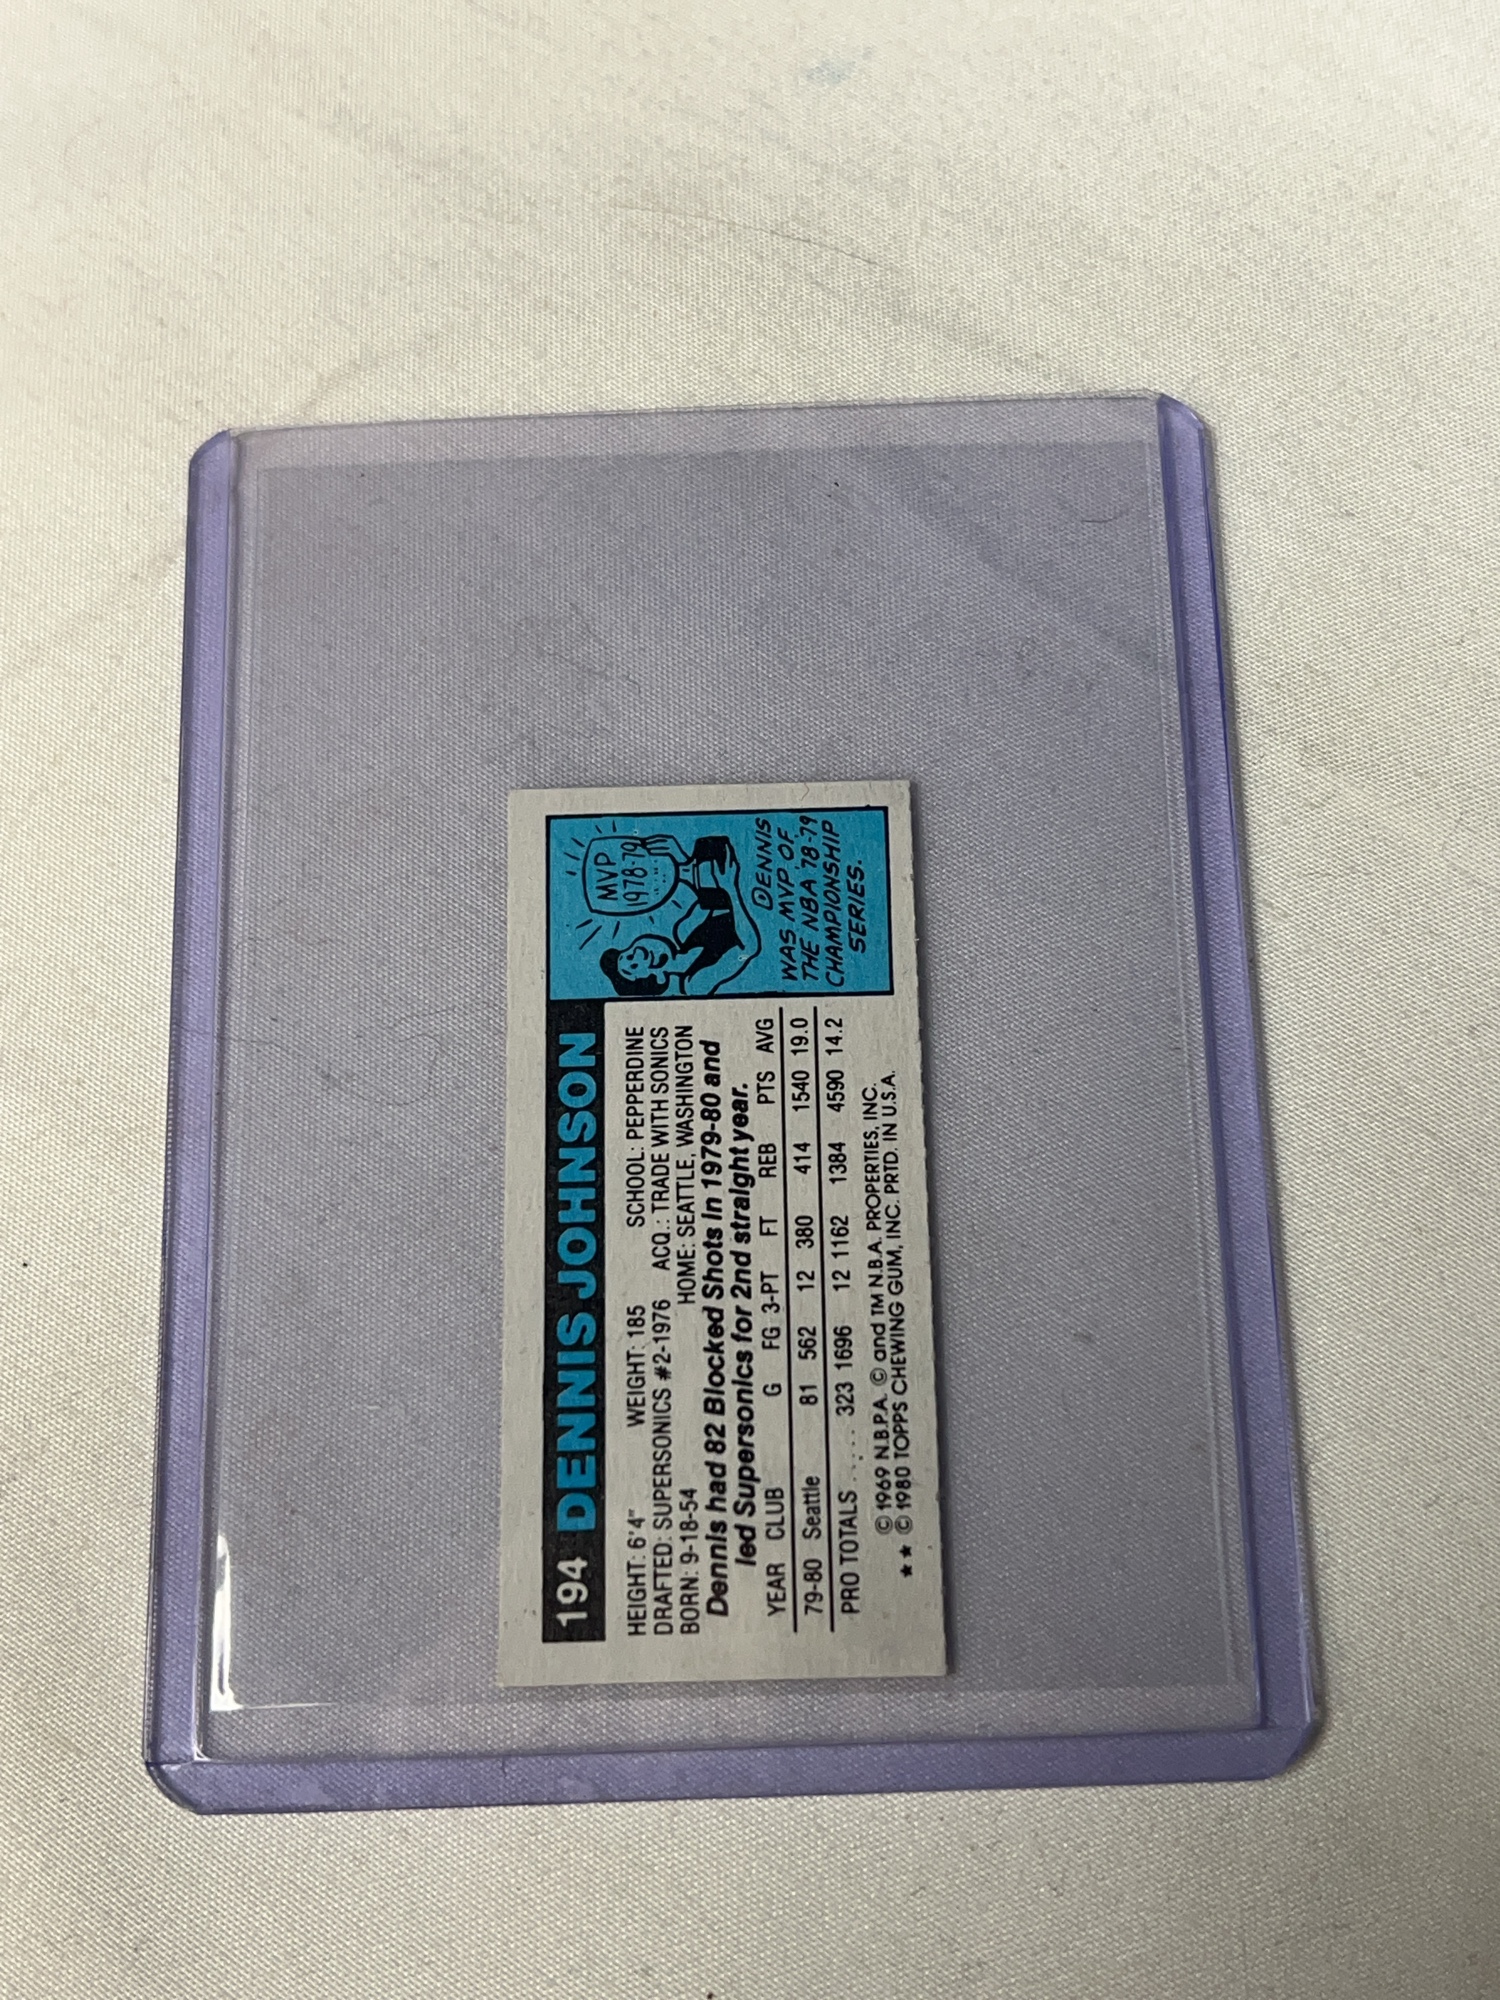 194 DENNIS JOHNSON
HEIGHT: 6'4" WEIGHT: 185 SCHOOL: PEPPERDINE
DRAFTED: SUPERSONICS #2-1976 ACQ.: TRADE WITH SONICS
BORN: 9-18-54 HOME: SEATTLE, WASHINGTON
Dennis had 82 Blocked Shots in 1979-80 and
led Supersonics for 2nd straight year.
YEAR CLUB G FG 3-PT FT REB PTS AVG
79-80 Seattle 81 562 12 380 414 1540 19.0
PRO TOTALS ..... 323 1696 12 1162 1384 4590 14.2
© 1969 N.B.P.A. © and TM N.B.A. PROPERTIES, INC.
★★ © 1980 TOPPS CHEWING GUM, INC. PRTD. IN U.S.A.
MVP
1978-79
DENNIS
WAS MVP OF
THE NBA '78-79
CHAMPIONSHIP
SERIES.